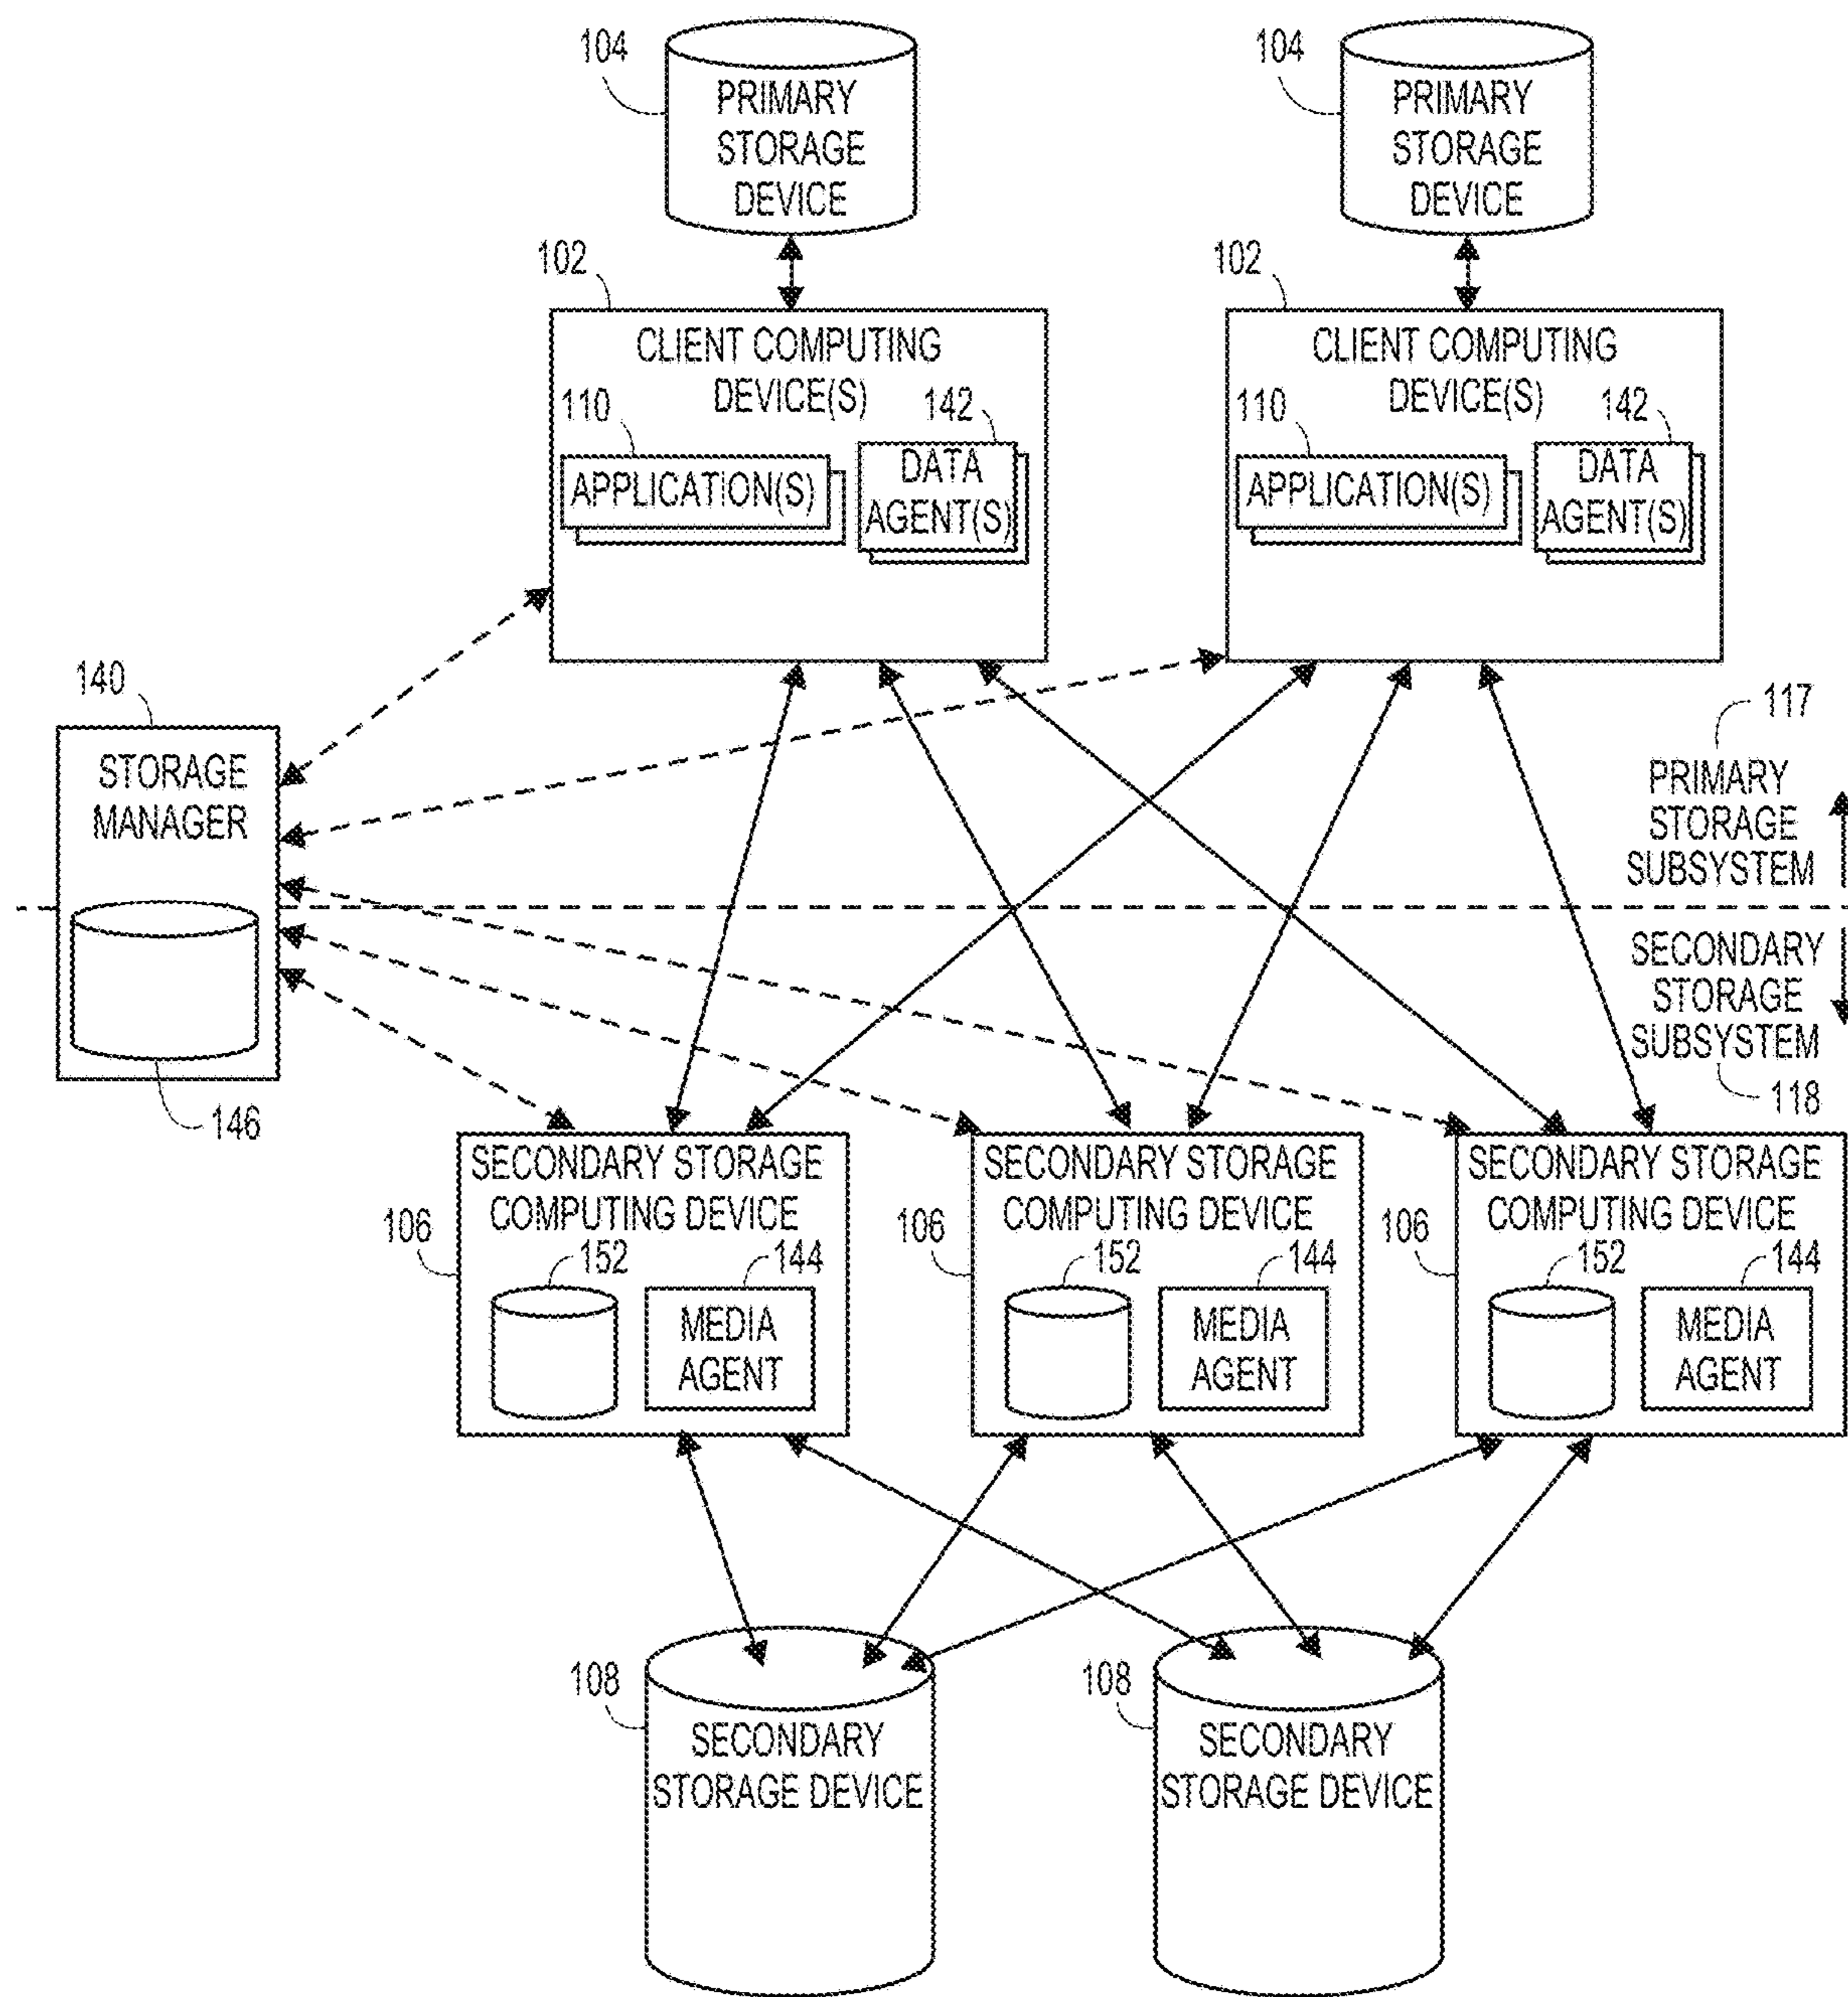 104
PRIMARY
STORAGE
DEVICE
104
PRIMARY
STORAGE
DEVICE
102
CLIENT COMPUTING
DEVICE(S)
110
142
APPLICATION(S)
DATA
AGENT(S)
102
CLIENT COMPUTING
DEVICE(S)
110
142
APPLICATION(S)
DATA
AGENT(S)
140
STORAGE
MANAGER
146
117
PRIMARY
STORAGE
SUBSYSTEM
SECONDARY
STORAGE
SUBSYSTEM
118
106
SECONDARY STORAGE
COMPUTING DEVICE
152
144
MEDIA
AGENT
106
SECONDARY STORAGE
COMPUTING DEVICE
152
144
MEDIA
AGENT
106
SECONDARY STORAGE
COMPUTING DEVICE
152
144
MEDIA
AGENT
108
SECONDARY
STORAGE DEVICE
108
SECONDARY
STORAGE DEVICE